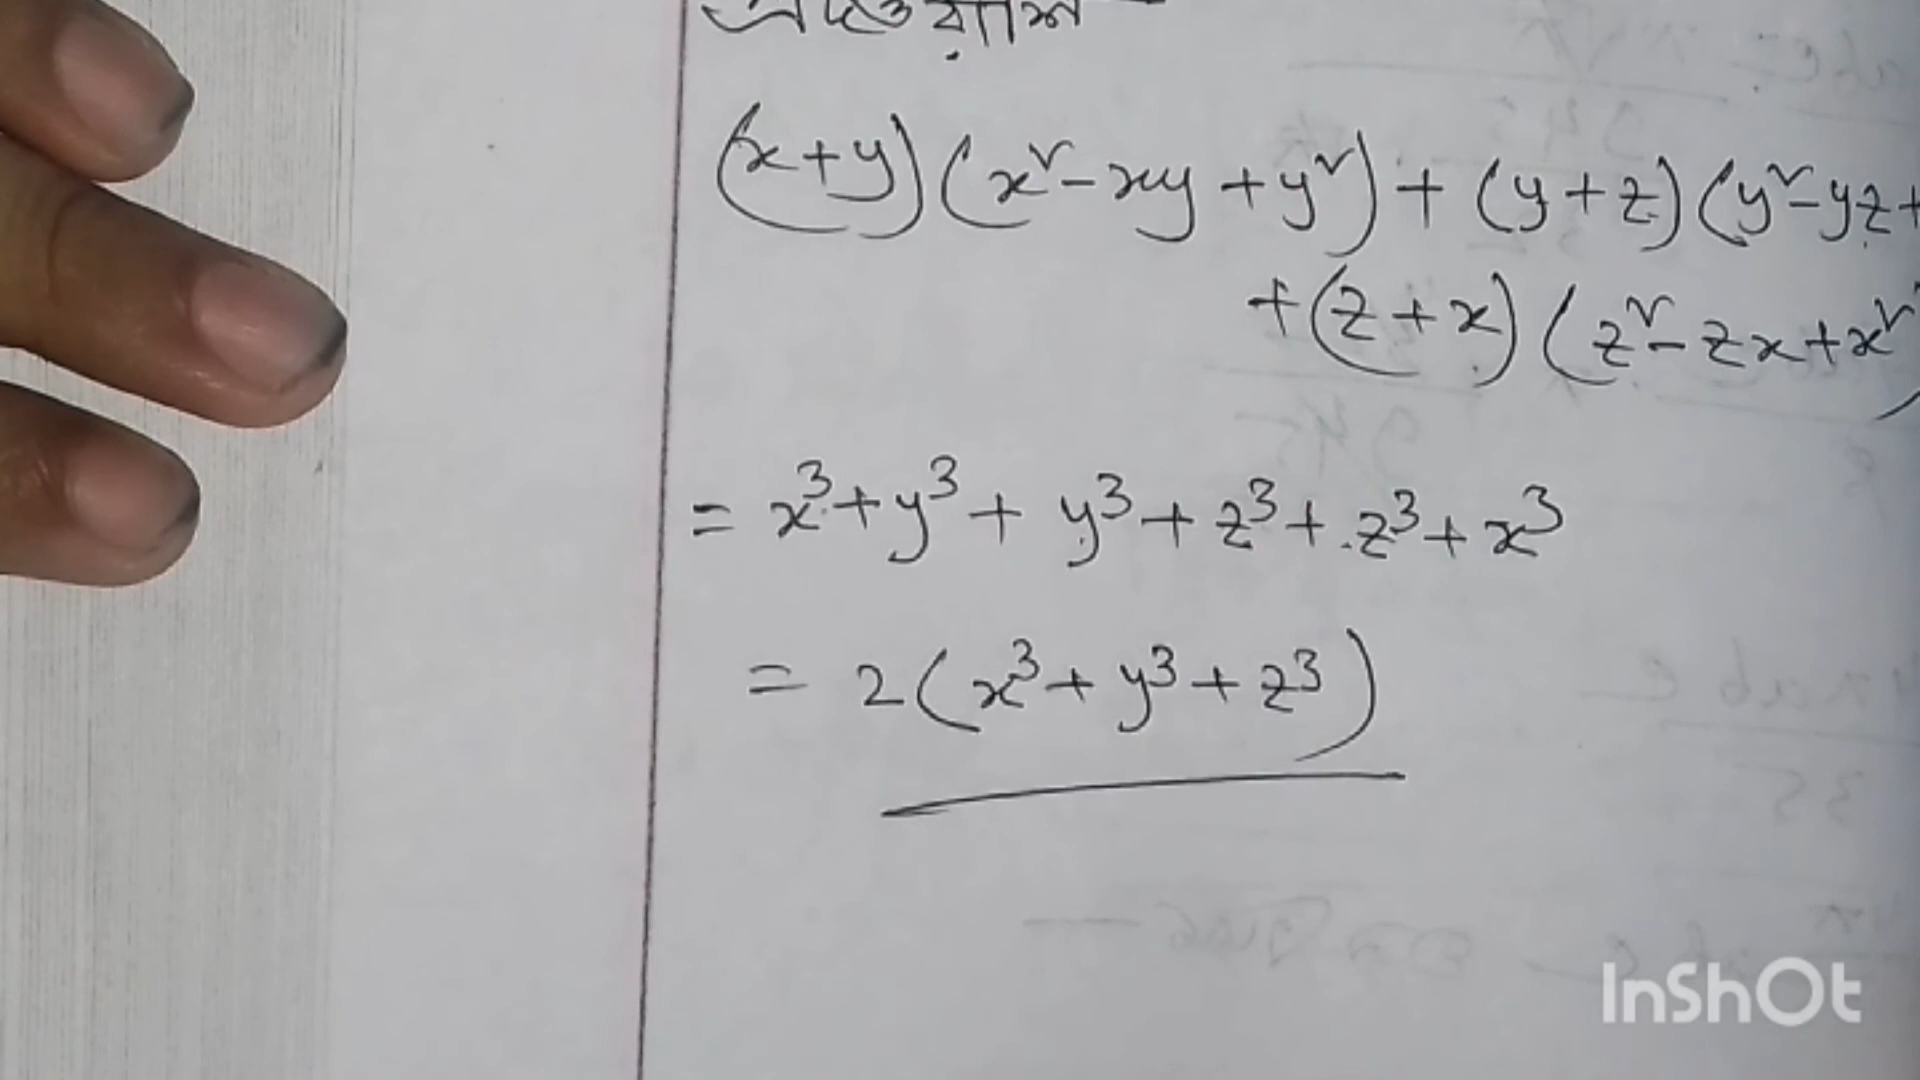 প্রদত্ত রাশি
(x+y)(x²-xy+y²)+(y+z)(y²-yz+
+(z+x)(z²-zx+x²)
= x³+y³+y³+z³+z³+x³
= 2(x³+y³+z³)
InShOt